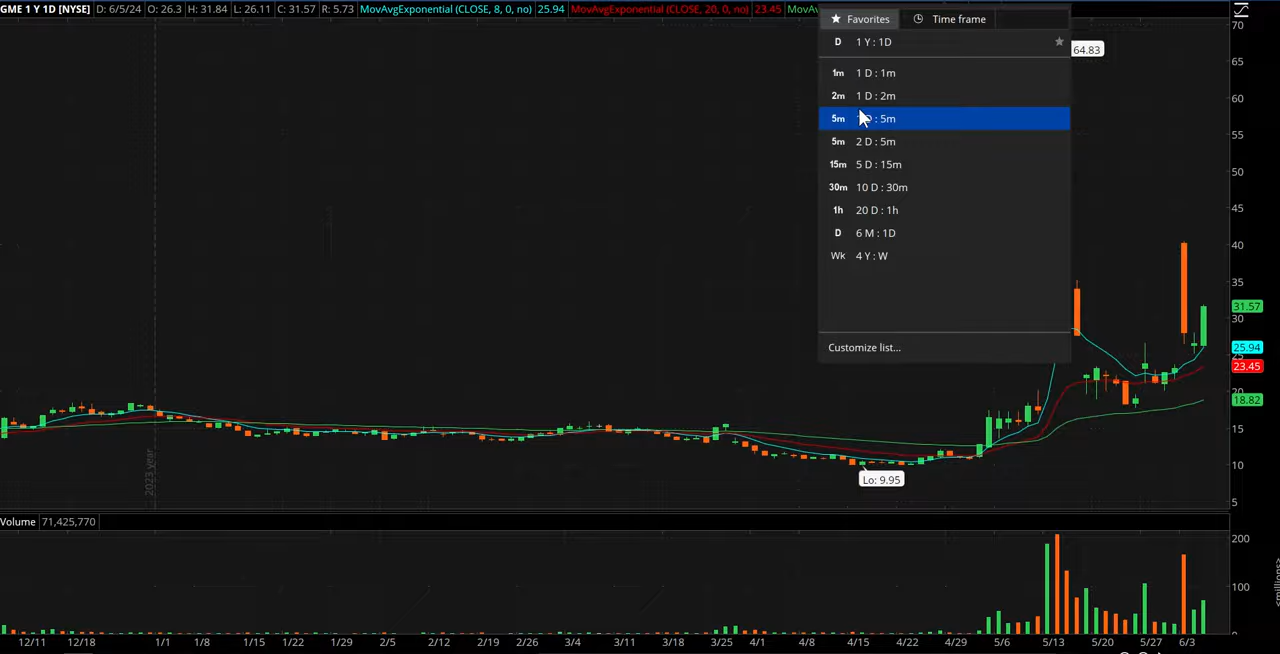 GME 1 Y 1D [NYSE] D: 6/5/24 O: 26.3 H: 31.84 L: 26.11 C: 31.57 R: 5.73 MovAvgExponential (CLOSE, 8, 0, no) 25.94 MovAvgExponential (CLOSE, 20, 0, no) 23.45 MovAv
Favorites Time frame
D 1 Y : 1D
64.83
1m 1 D : 1m
2m 1 D : 2m
5m D : 5m
5m 2 D : 5m
15m 5 D : 15m
30m 10 D : 30m
1h 20 D : 1h
D 6 M : 1D
Wk 4 Y : W
Customize list...
70
65
60
55
50
45
40
35
31.57
30
25.94
25
23.45
20
18.82
15
10
5
2023 year
Lo: 9.95
Volume 71,425,770
200
100
0
<millions>
12/11 12/18 1/1 1/8 1/15 1/22 1/29 2/5 2/12 2/19 2/26 3/4 3/11 3/18 3/25 4/1 4/8 4/15 4/22 4/29 5/6 5/13 5/20 5/27 6/3